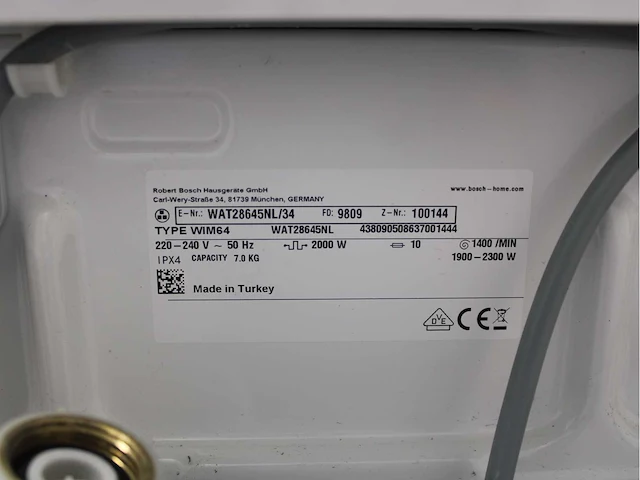 Robert Bosch Hausgeräte GmbH
www.bosch-home.com
Carl-Wery-Straße 34, 81739 München, GERMANY
E-Nr.: WAT28645NL/34 FD: 9809 Z-Nr.: 100144
TYPE WIM64 WAT28645NL 438090508637001444
220-240 V ~ 50 Hz 2000 W 10 1400 /MIN
IPX4 CAPACITY 7.0 KG 1900-2300 W
Made in Turkey
DVE CE